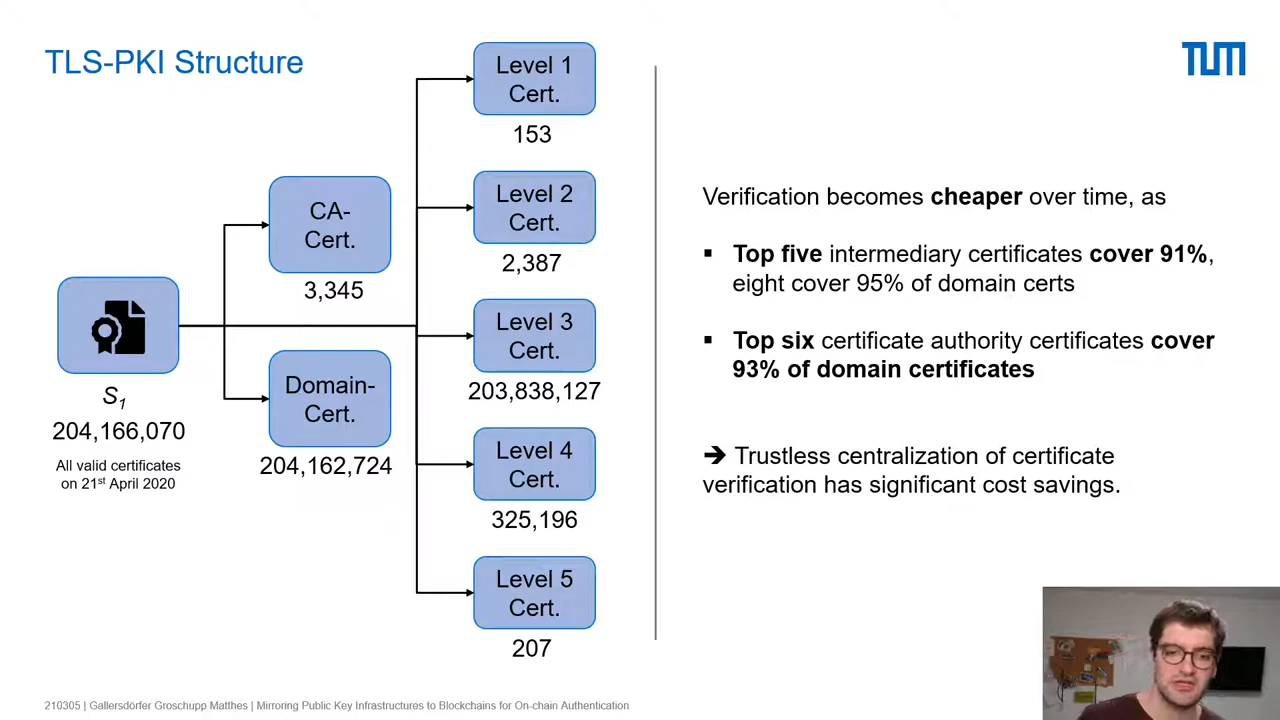 TLS-PKI Structure
TUM
Level 1
Cert.
153
CA-
Cert.
3,345
Level 2
Cert.
2,387
S1
204,166,070
All valid certificates
on 21st April 2020
Domain-
Cert.
204,162,724
Level 3
Cert.
203,838,127
Level 4
Cert.
325,196
Level 5
Cert.
207
Verification becomes cheaper over time, as
▪ Top five intermediary certificates cover 91%,
eight cover 95% of domain certs
▪ Top six certificate authority certificates cover
93% of domain certificates
➔ Trustless centralization of certificate
verification has significant cost savings.
210305 | Gallersdörfer Groschupp Matthes | Mirroring Public Key Infrastructures to Blockchains for On-chain Authentication